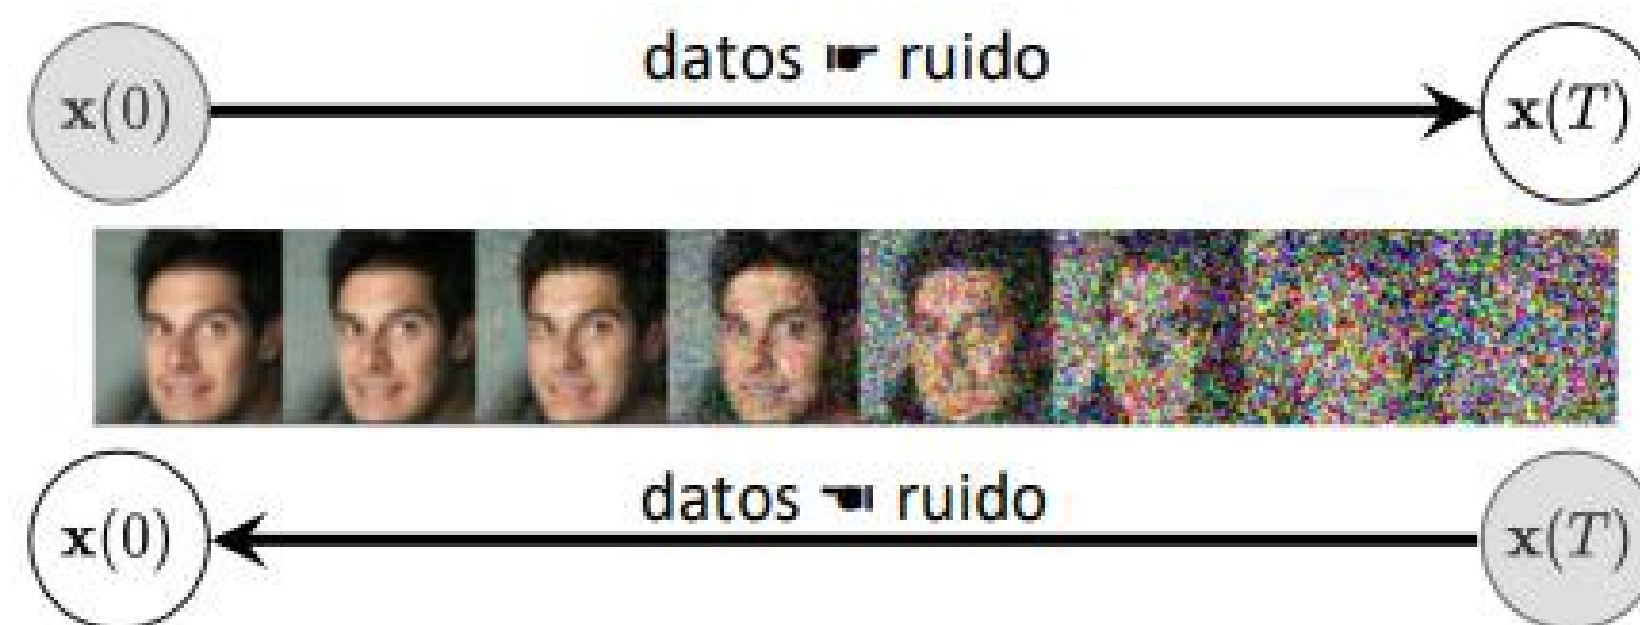 datos ☛ ruido
x(0) x(T)
datos ☚ ruido
x(0) x(T)